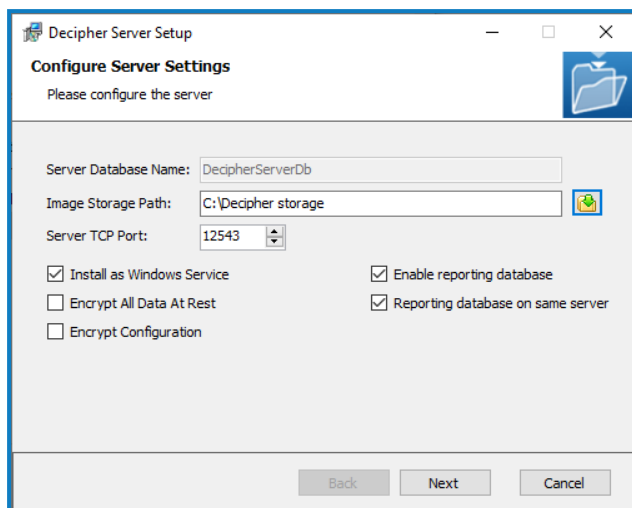 Decipher Server Setup
Configure Server Settings
Please configure the server
Server Database Name: DecipherServerDb
Image Storage Path: C:\Decipher storage
Server TCP Port: 12543
Install as Windows Service Enable reporting database
Encrypt All Data At Rest Reporting database on same server
Encrypt Configuration
Back Next Cancel